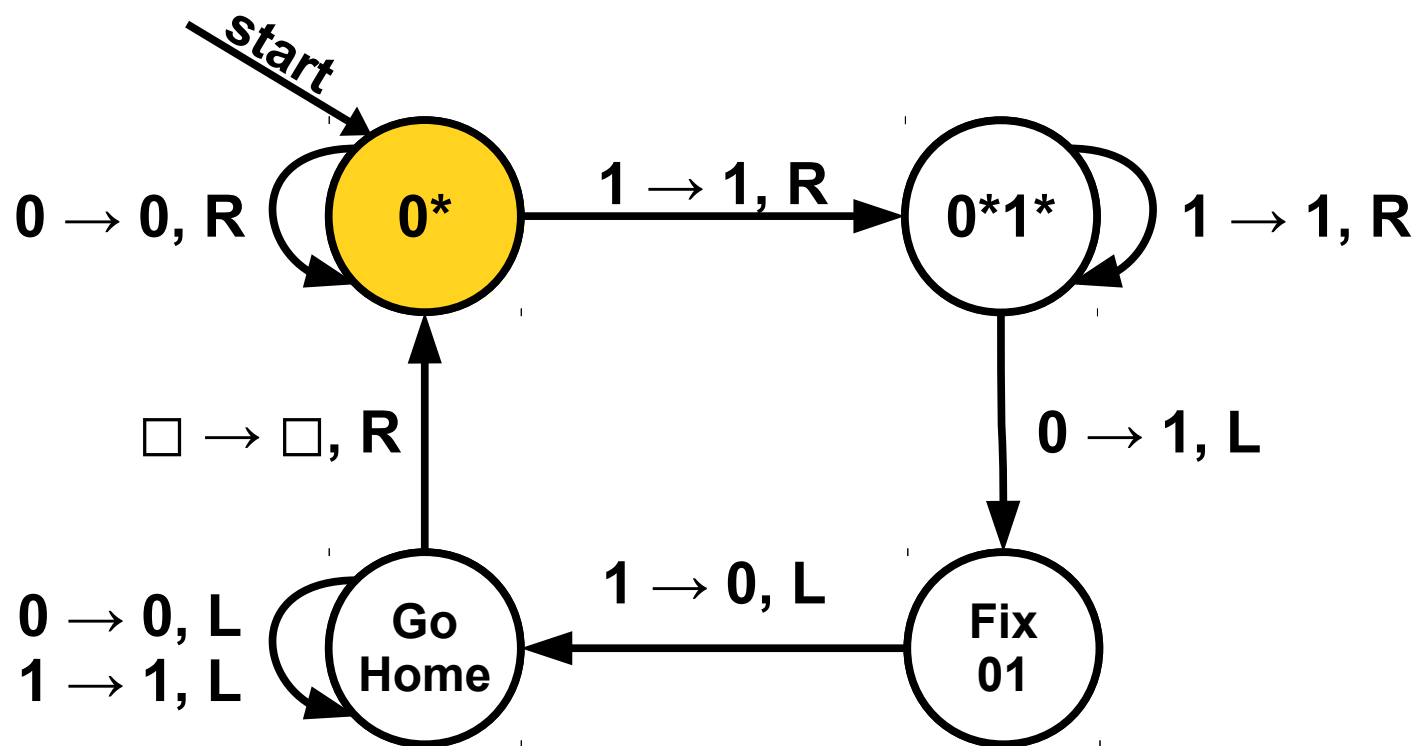 start
1 → 1, R
0 → 0, R
0*
0*1*
1 → 1, R
□ → □, R
0 → 1, L
1 → 0, L
0 → 0, L
1 → 1, L
Go
Home
Fix
01